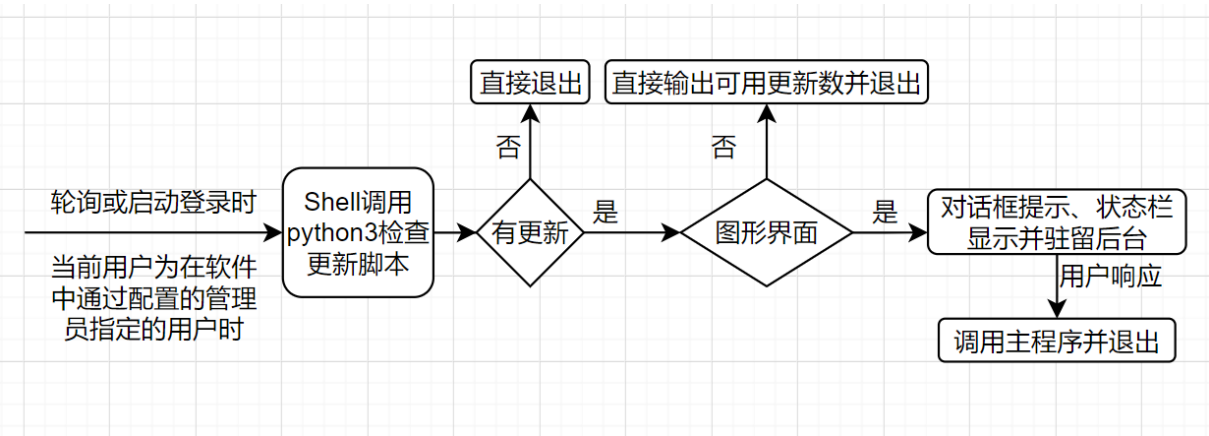 轮询或启动登录时
当前用户为在软件
中通过配置的管理
员指定的用户时
Shell调用
python3检查
更新脚本
有更新
否
直接退出
是
图形界面
否
直接输出可用更新数并退出
是
对话框提示、状态栏
显示并驻留后台
用户响应
调用主程序并退出